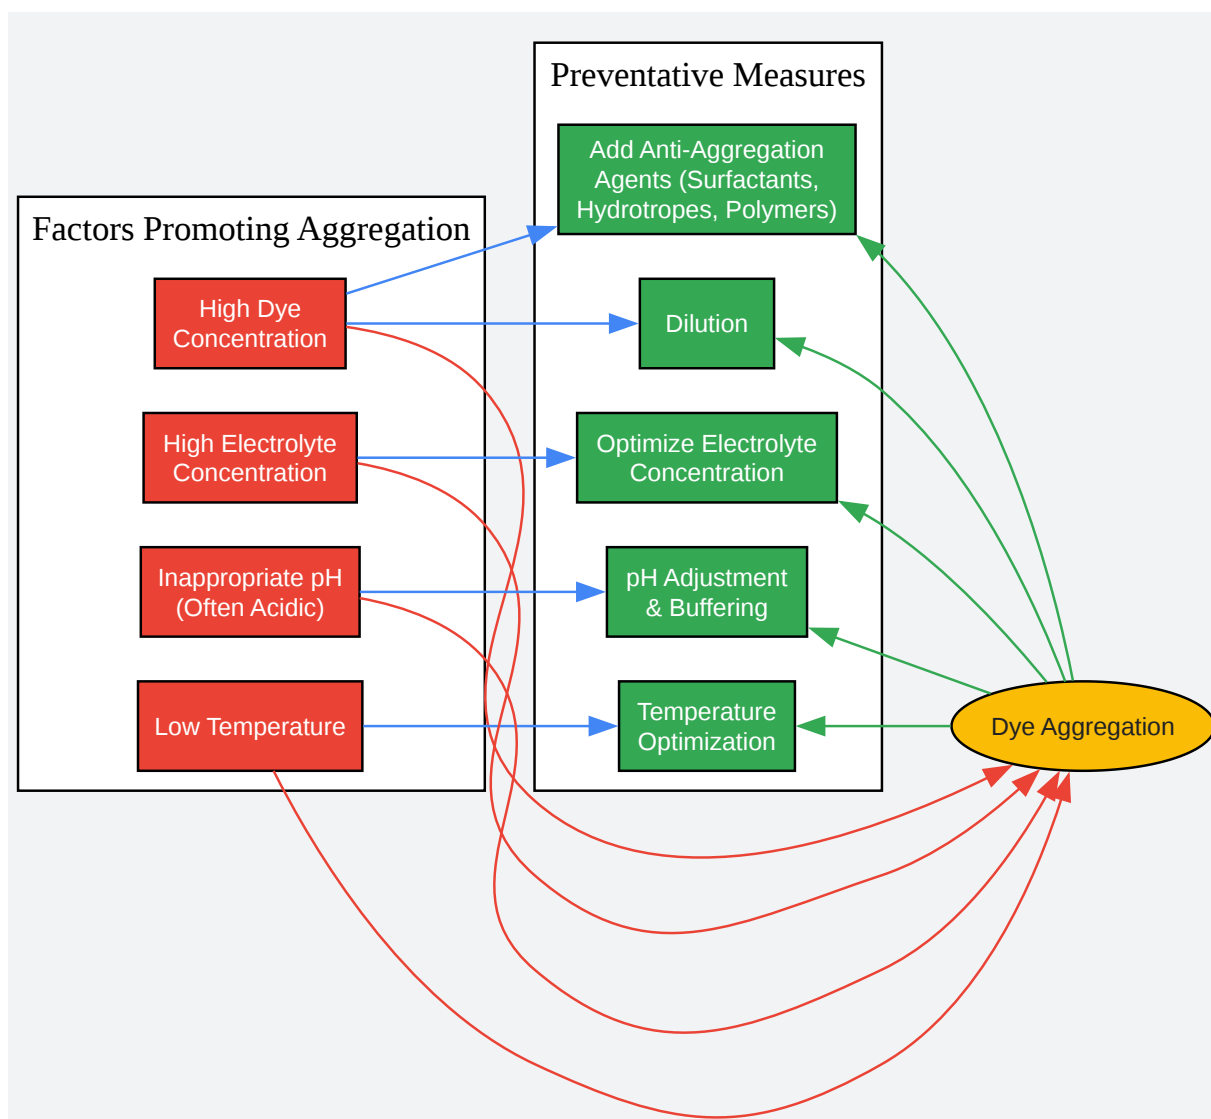 Preventative Measures
Add Anti-Aggregation
Agents (Surfactants,
Hydrotropes, Polymers)
Factors Promoting Aggregation
High Dye
Concentration
Dilution
High Electrolyte
Concentration
Optimize Electrolyte
Concentration
Inappropriate pH
(Often Acidic)
pH Adjustment
& Buffering
Low Temperature
Temperature
Optimization
Dye Aggregation